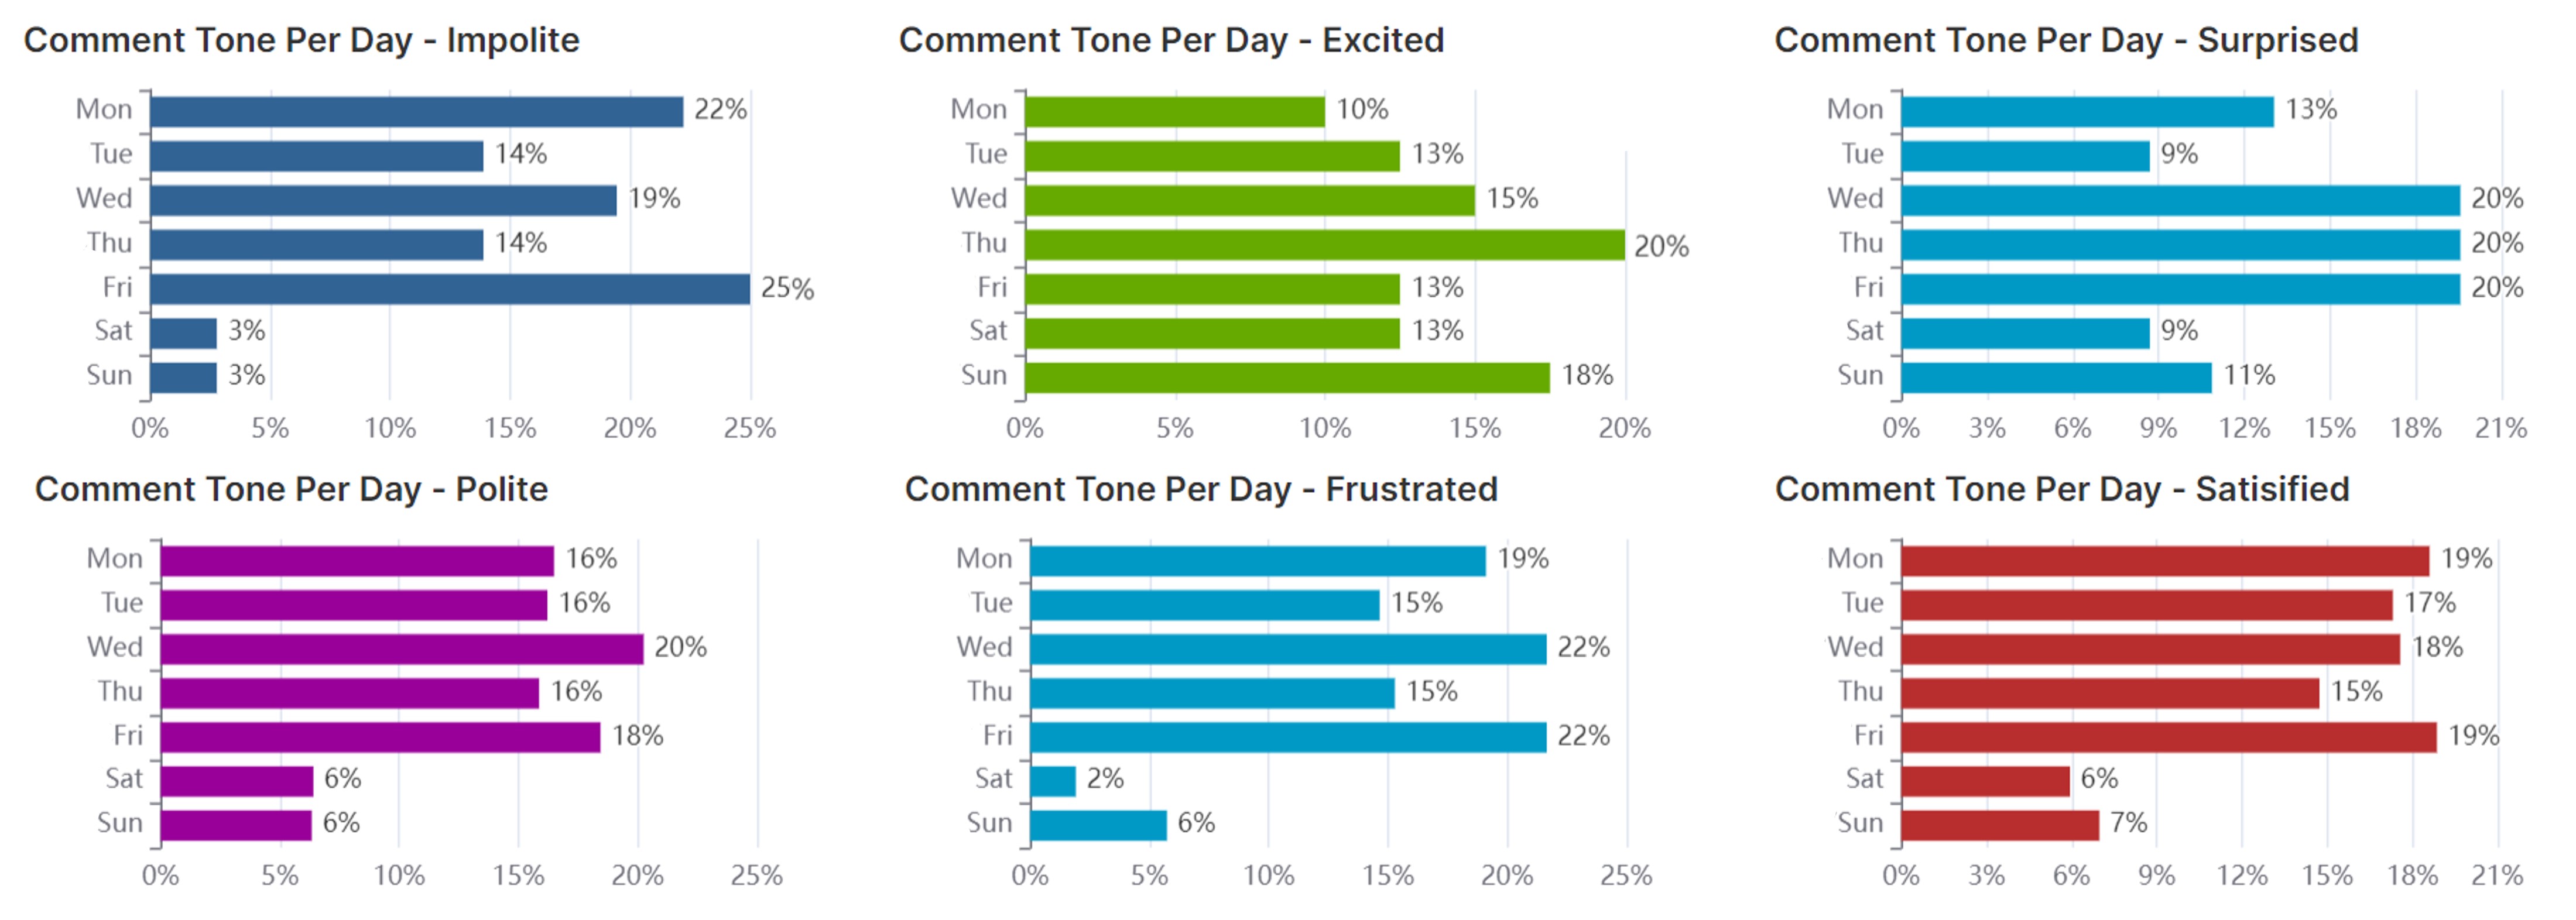 Comment Tone Per Day - Impolite
Mon 22%
Tue 14%
Wed 19%
Thu 14%
Fri 25%
Sat 3%
Sun 3%
0% 5% 10% 15% 20% 25%
Comment Tone Per Day - Excited
Mon 10%
Tue 13%
Wed 15%
Thu 20%
Fri 13%
Sat 13%
Sun 18%
0% 5% 10% 15% 20%
Comment Tone Per Day - Surprised
Mon 13%
Tue 9%
Wed 20%
Thu 20%
Fri 20%
Sat 9%
Sun 11%
0% 3% 6% 9% 12% 15% 18% 21%
Comment Tone Per Day - Polite
Mon 16%
Tue 16%
Wed 20%
Thu 16%
Fri 18%
Sat 6%
Sun 6%
0% 5% 10% 15% 20% 25%
Comment Tone Per Day - Frustrated
Mon 19%
Tue 15%
Wed 22%
Thu 15%
Fri 22%
Sat 2%
Sun 6%
0% 5% 10% 15% 20% 25%
Comment Tone Per Day - Satisified
Mon 19%
Tue 17%
Wed 18%
Thu 15%
Fri 19%
Sat 6%
Sun 7%
0% 3% 6% 9% 12% 15% 18% 21%